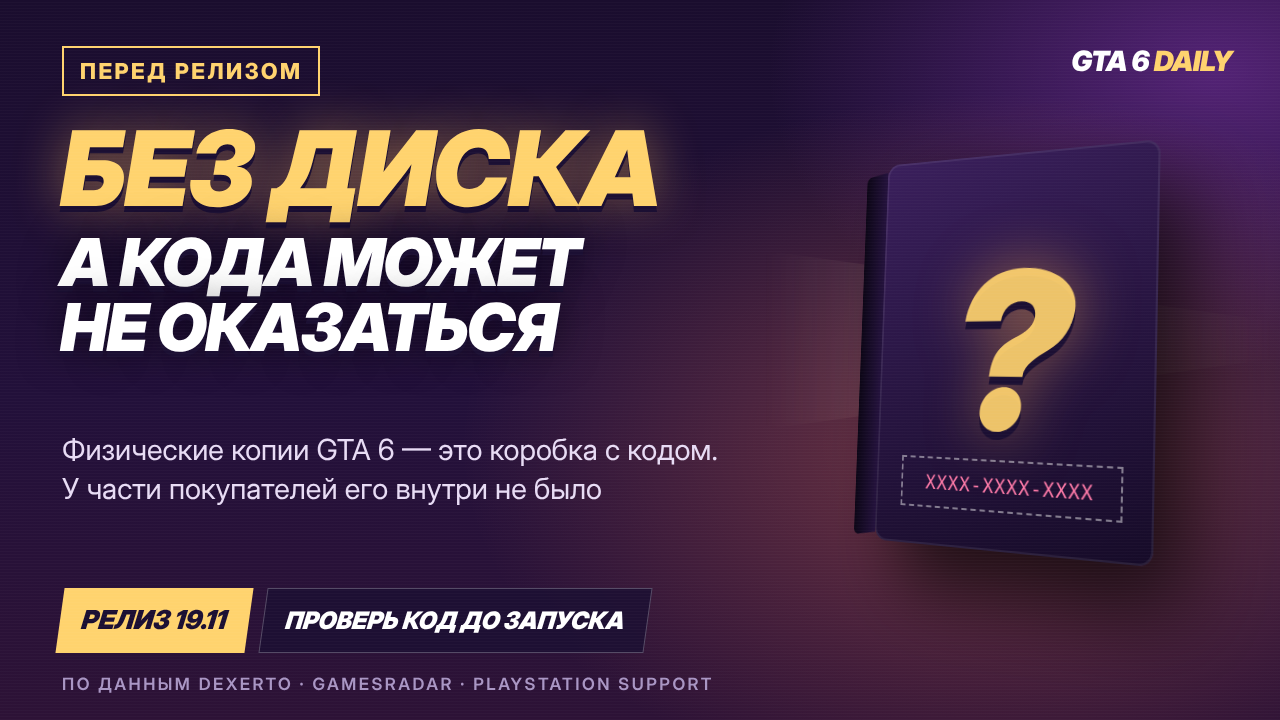 ПЕРЕД РЕЛИЗОМ
GTA 6 DAILY
БЕЗ ДИСКА
А КОДА МОЖЕТ
НЕ ОКАЗАТЬСЯ
?
XXXX-XXXX-XXXX
Физические копии GTA 6 — это коробка с кодом.
У части покупателей его внутри не было
РЕЛИЗ 19.11
ПРОВЕРЬ КОД ДО ЗАПУСКА
ПО ДАННЫМ DEXERTO · GAMESRADAR · PLAYSTATION SUPPORT